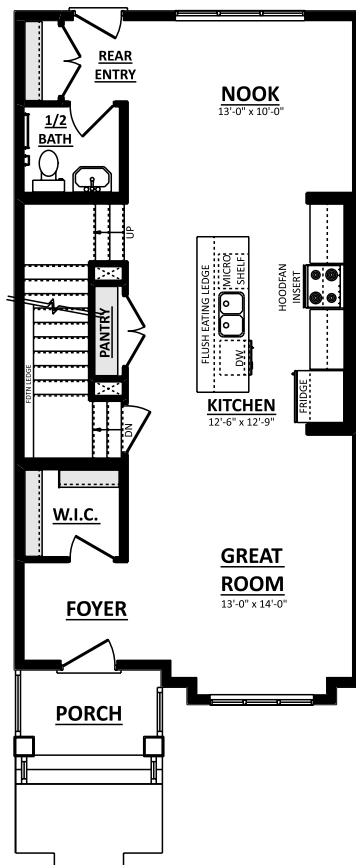 REAR
ENTRY
NOOK
13'-0" x 10'-0"
1/2
BATH
UP
FLUSH EATING LEDGE
MICRO
SHELF
HOODFAN
INSERT
PANTRY
DW
FRIDGE
FDTN LEDGE
KITCHEN
12'-6" x 12'-9"
DN
W.I.C.
GREAT
ROOM
13'-0" x 14'-0"
FOYER
PORCH